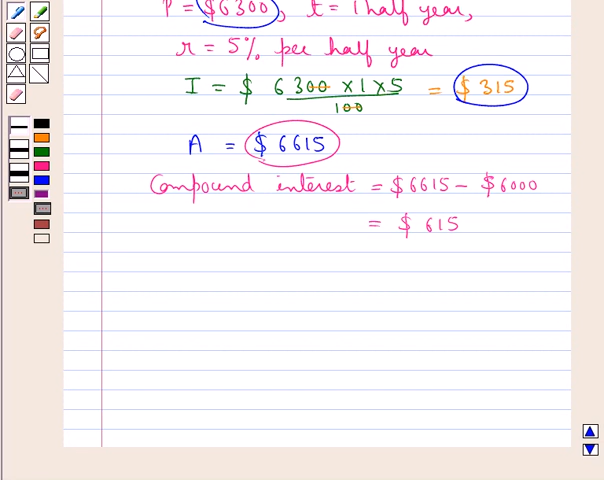 P = $6300, t = 1 half year,
r = 5% per half year
I = $ 6300 × 1 × 5 / 100 = $ 315
A = $ 6615
Compound interest = $6615 - $6000
= $ 615